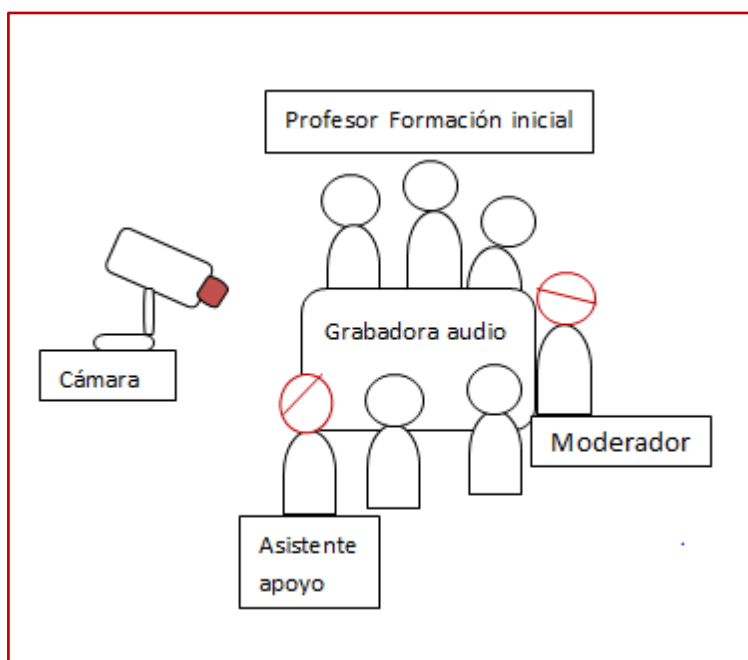 Profesor Formación inicial
Grabadora audio
Cámara
Moderador
Asistente
apoyo